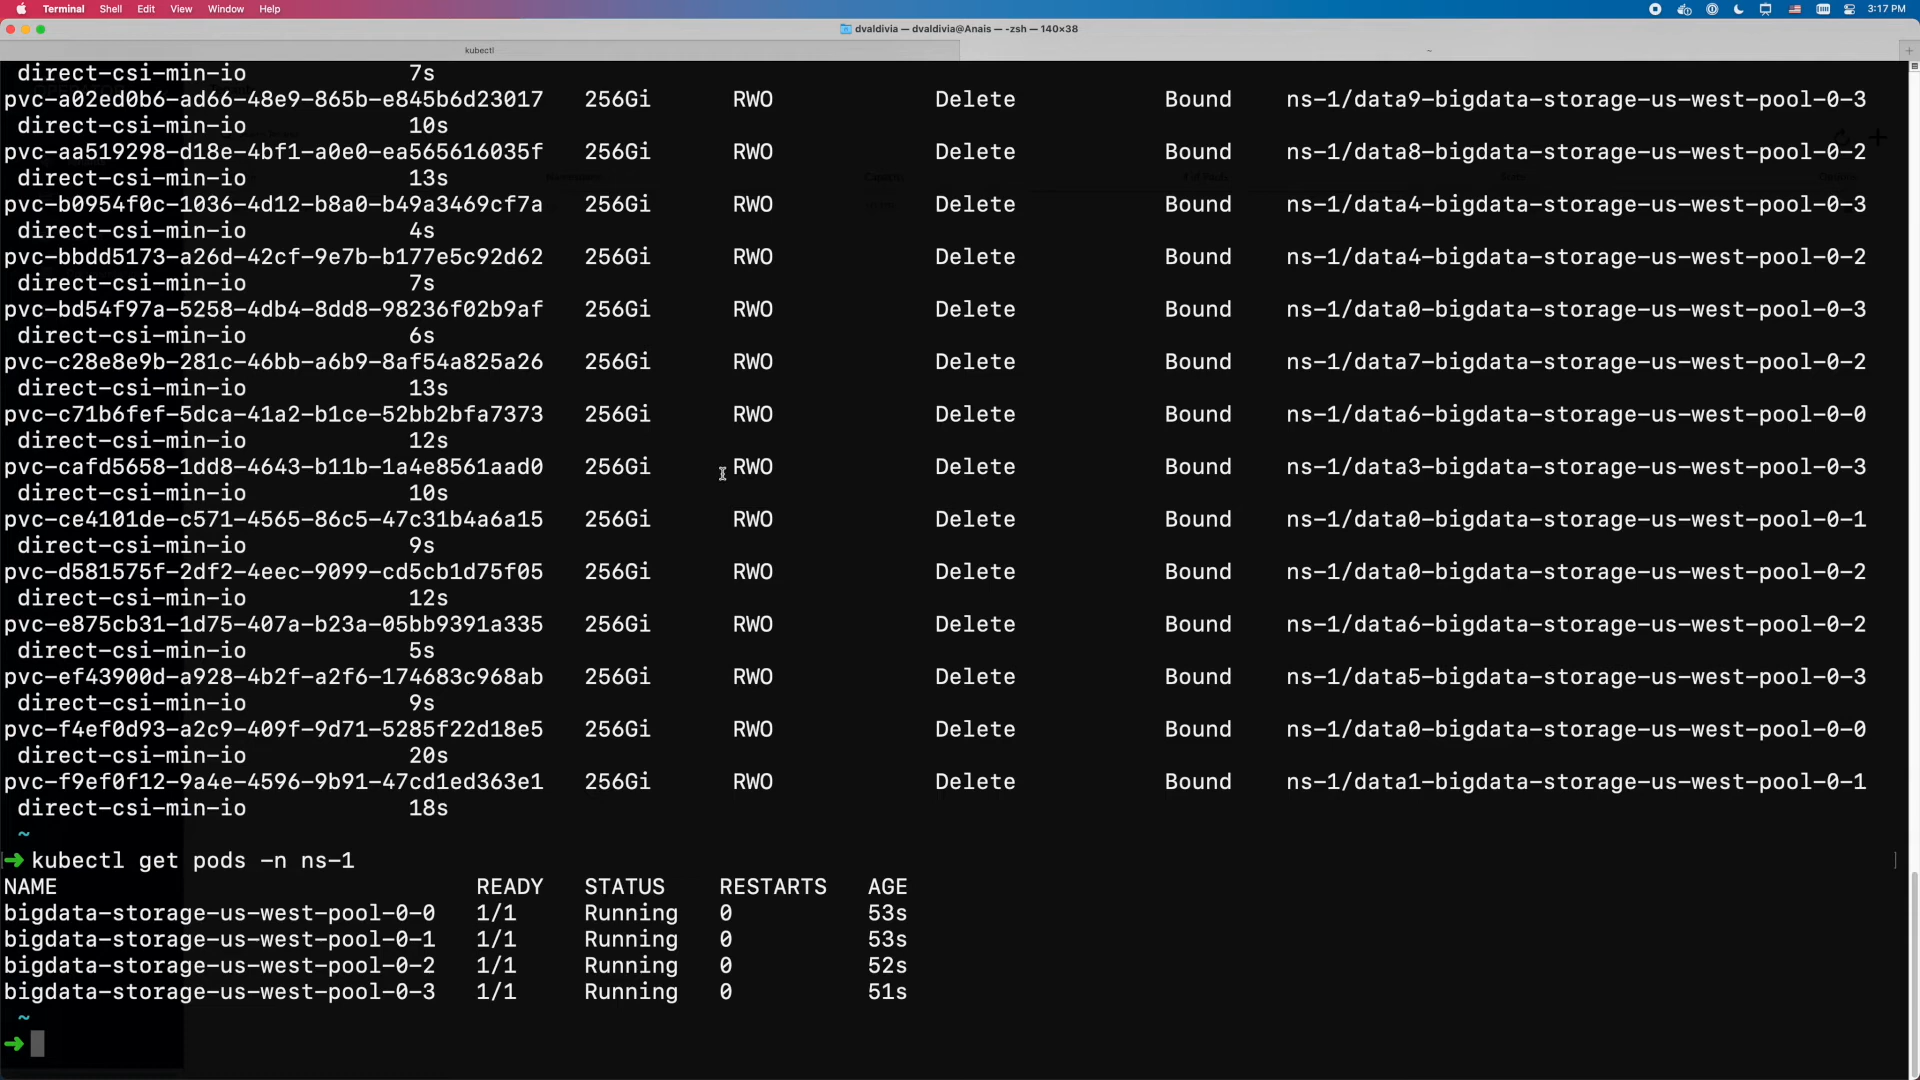 Terminal Shell Edit View Window Help 3:17 PM
dvaldivia — dvaldivia@Anais — -zsh — 140×38
kubectl ~ +
direct-csi-min-io 7s
pvc-a02ed0b6-ad66-48e9-865b-e845b6d23017 256Gi RWO Delete Bound ns-1/data9-bigdata-storage-us-west-pool-0-3
direct-csi-min-io 10s
pvc-aa519298-d18e-4bf1-a0e0-ea565616035f 256Gi RWO Delete Bound ns-1/data8-bigdata-storage-us-west-pool-0-2
direct-csi-min-io 13s
pvc-b0954f0c-1036-4d12-b8a0-b49a3469cf7a 256Gi RWO Delete Bound ns-1/data4-bigdata-storage-us-west-pool-0-3
direct-csi-min-io 4s
pvc-bbdd5173-a26d-42cf-9e7b-b177e5c92d62 256Gi RWO Delete Bound ns-1/data4-bigdata-storage-us-west-pool-0-2
direct-csi-min-io 7s
pvc-bd54f97a-5258-4db4-8dd8-98236f02b9af 256Gi RWO Delete Bound ns-1/data0-bigdata-storage-us-west-pool-0-3
direct-csi-min-io 6s
pvc-c28e8e9b-281c-46bb-a6b9-8af54a825a26 256Gi RWO Delete Bound ns-1/data7-bigdata-storage-us-west-pool-0-2
direct-csi-min-io 13s
pvc-c71b6fef-5dca-41a2-b1ce-52bb2bfa7373 256Gi RWO Delete Bound ns-1/data6-bigdata-storage-us-west-pool-0-0
direct-csi-min-io 12s
pvc-cafd5658-1dd8-4643-b11b-1a4e8561aad0 256Gi RWO Delete Bound ns-1/data3-bigdata-storage-us-west-pool-0-3
direct-csi-min-io 10s
pvc-ce4101de-c571-4565-86c5-47c31b4a6a15 256Gi RWO Delete Bound ns-1/data0-bigdata-storage-us-west-pool-0-1
direct-csi-min-io 9s
pvc-d581575f-2df2-4eec-9099-cd5cb1d75f05 256Gi RWO Delete Bound ns-1/data0-bigdata-storage-us-west-pool-0-2
direct-csi-min-io 12s
pvc-e875cb31-1d75-407a-b23a-05bb9391a335 256Gi RWO Delete Bound ns-1/data6-bigdata-storage-us-west-pool-0-2
direct-csi-min-io 5s
pvc-ef43900d-a928-4b2f-a2f6-174683c968ab 256Gi RWO Delete Bound ns-1/data5-bigdata-storage-us-west-pool-0-3
direct-csi-min-io 9s
pvc-f4ef0d93-a2c9-409f-9d71-5285f22d18e5 256Gi RWO Delete Bound ns-1/data0-bigdata-storage-us-west-pool-0-0
direct-csi-min-io 20s
pvc-f9ef0f12-9a4e-4596-9b91-47cd1ed363e1 256Gi RWO Delete Bound ns-1/data1-bigdata-storage-us-west-pool-0-1
direct-csi-min-io 18s
~
➜ kubectl get pods -n ns-1 ]
NAME READY STATUS RESTARTS AGE
bigdata-storage-us-west-pool-0-0 1/1 Running 0 53s
bigdata-storage-us-west-pool-0-1 1/1 Running 0 53s
bigdata-storage-us-west-pool-0-2 1/1 Running 0 52s
bigdata-storage-us-west-pool-0-3 1/1 Running 0 51s
~
➜